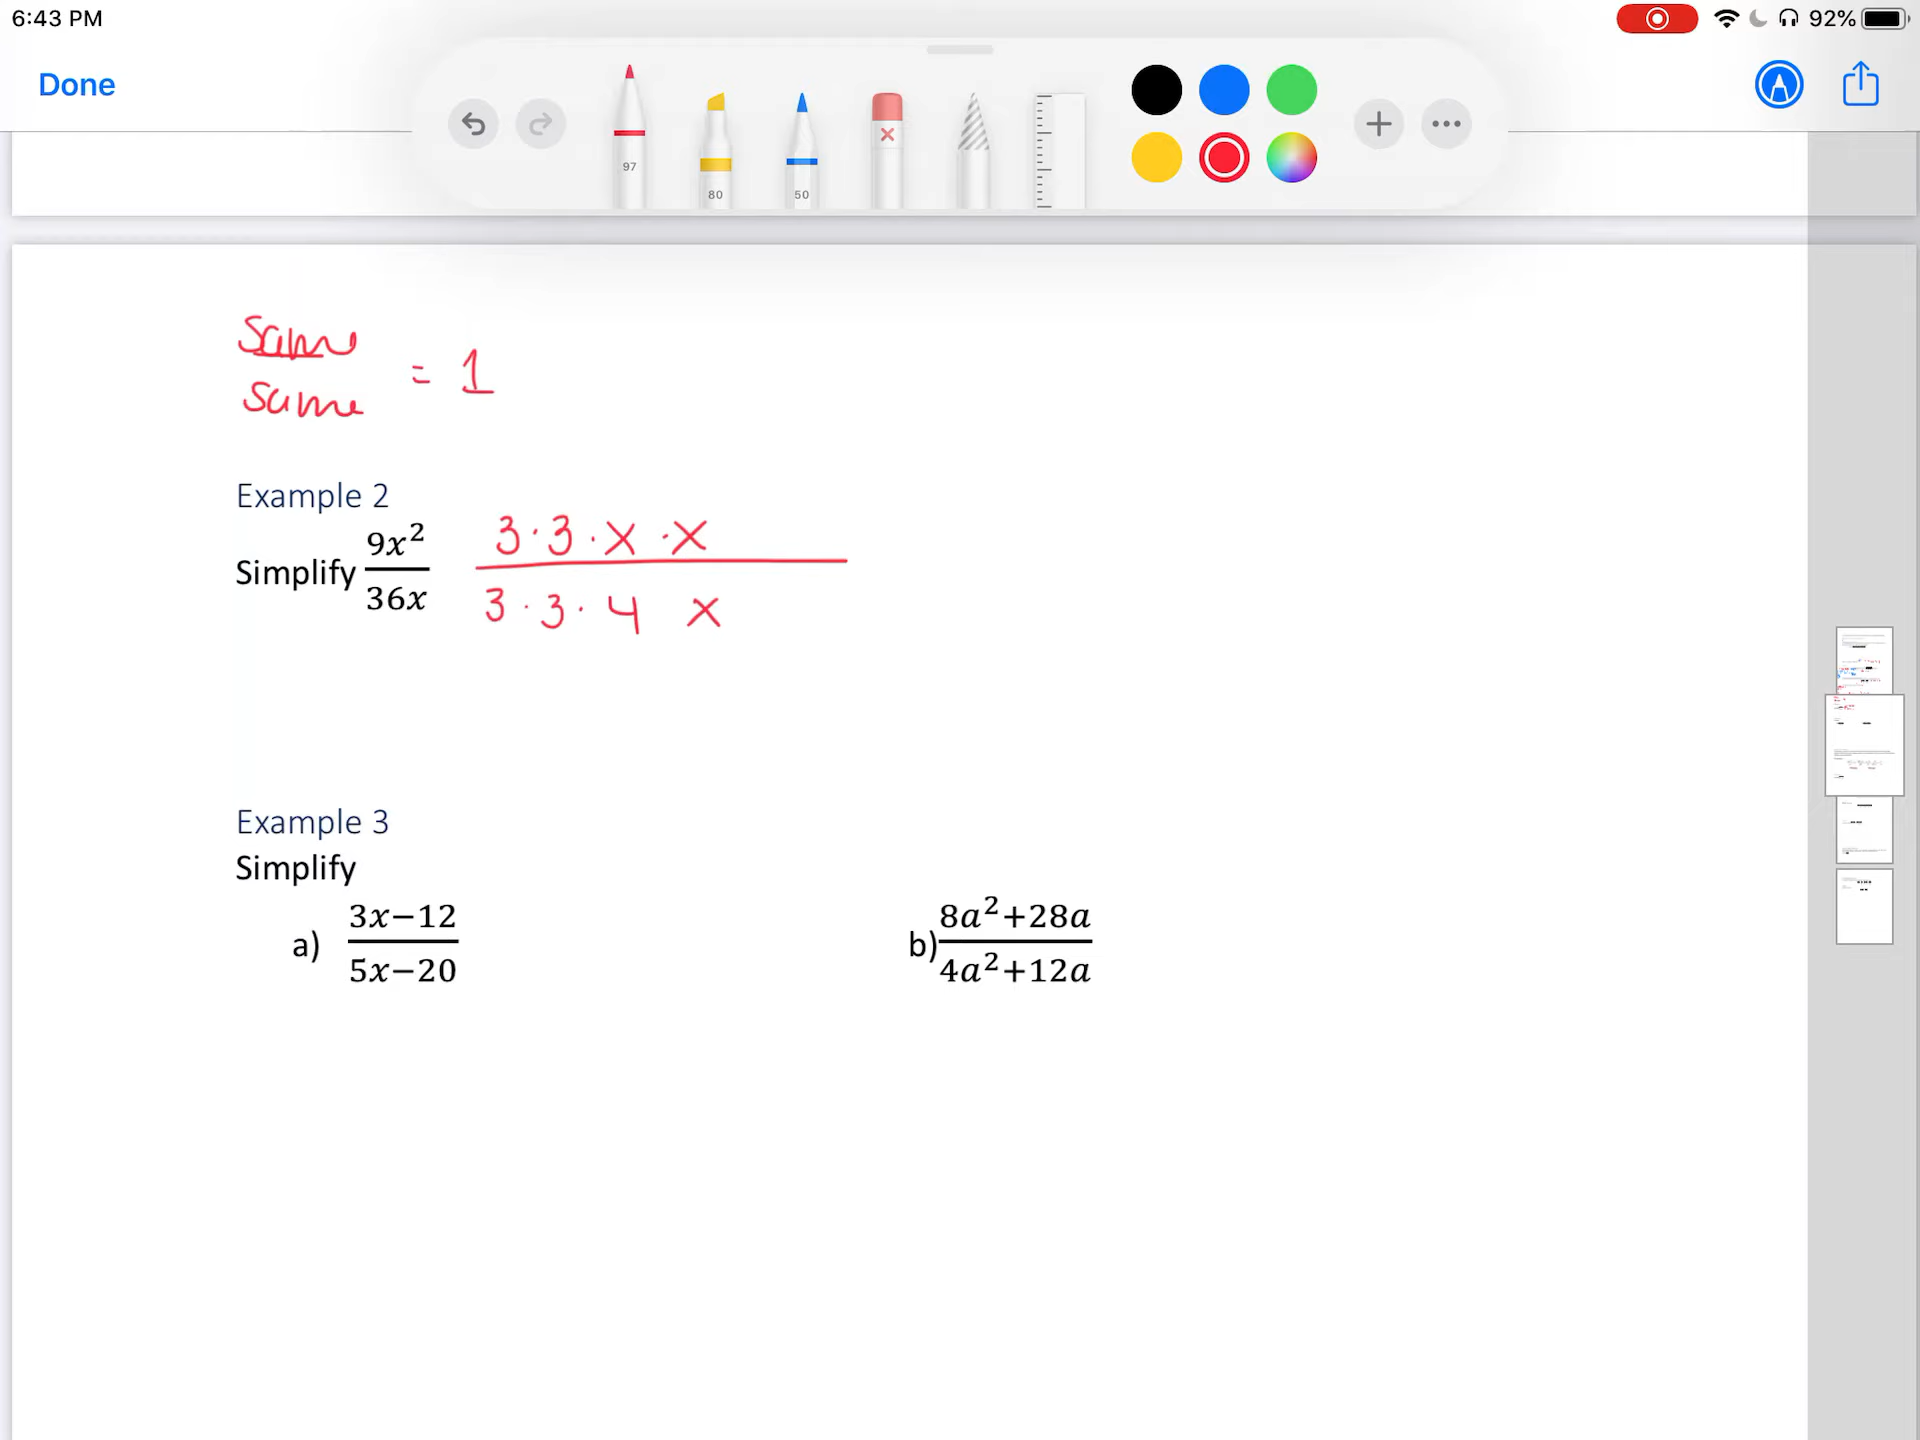 6:43 PM
92%
Done
97
80
50
Same
Same
= 1
Example 2
Simplify 9x²/36x
3·3·x·x
3·3·4 x
Example 3
Simplify
a) 3x−12/5x−20
b) 8a²+28a/4a²+12a